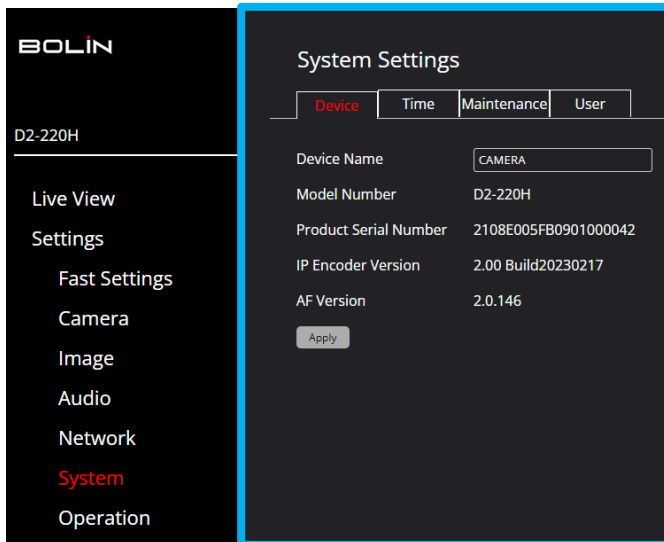 BOLIN
D2-220H
Live View
Settings
Fast Settings
Camera
Image
Audio
Network
System
Operation
System Settings
Device Time Maintenance User
Device Name CAMERA
Model Number D2-220H
Product Serial Number 2108E005FB0901000042
IP Encoder Version 2.00 Build20230217
AF Version 2.0.146
Apply